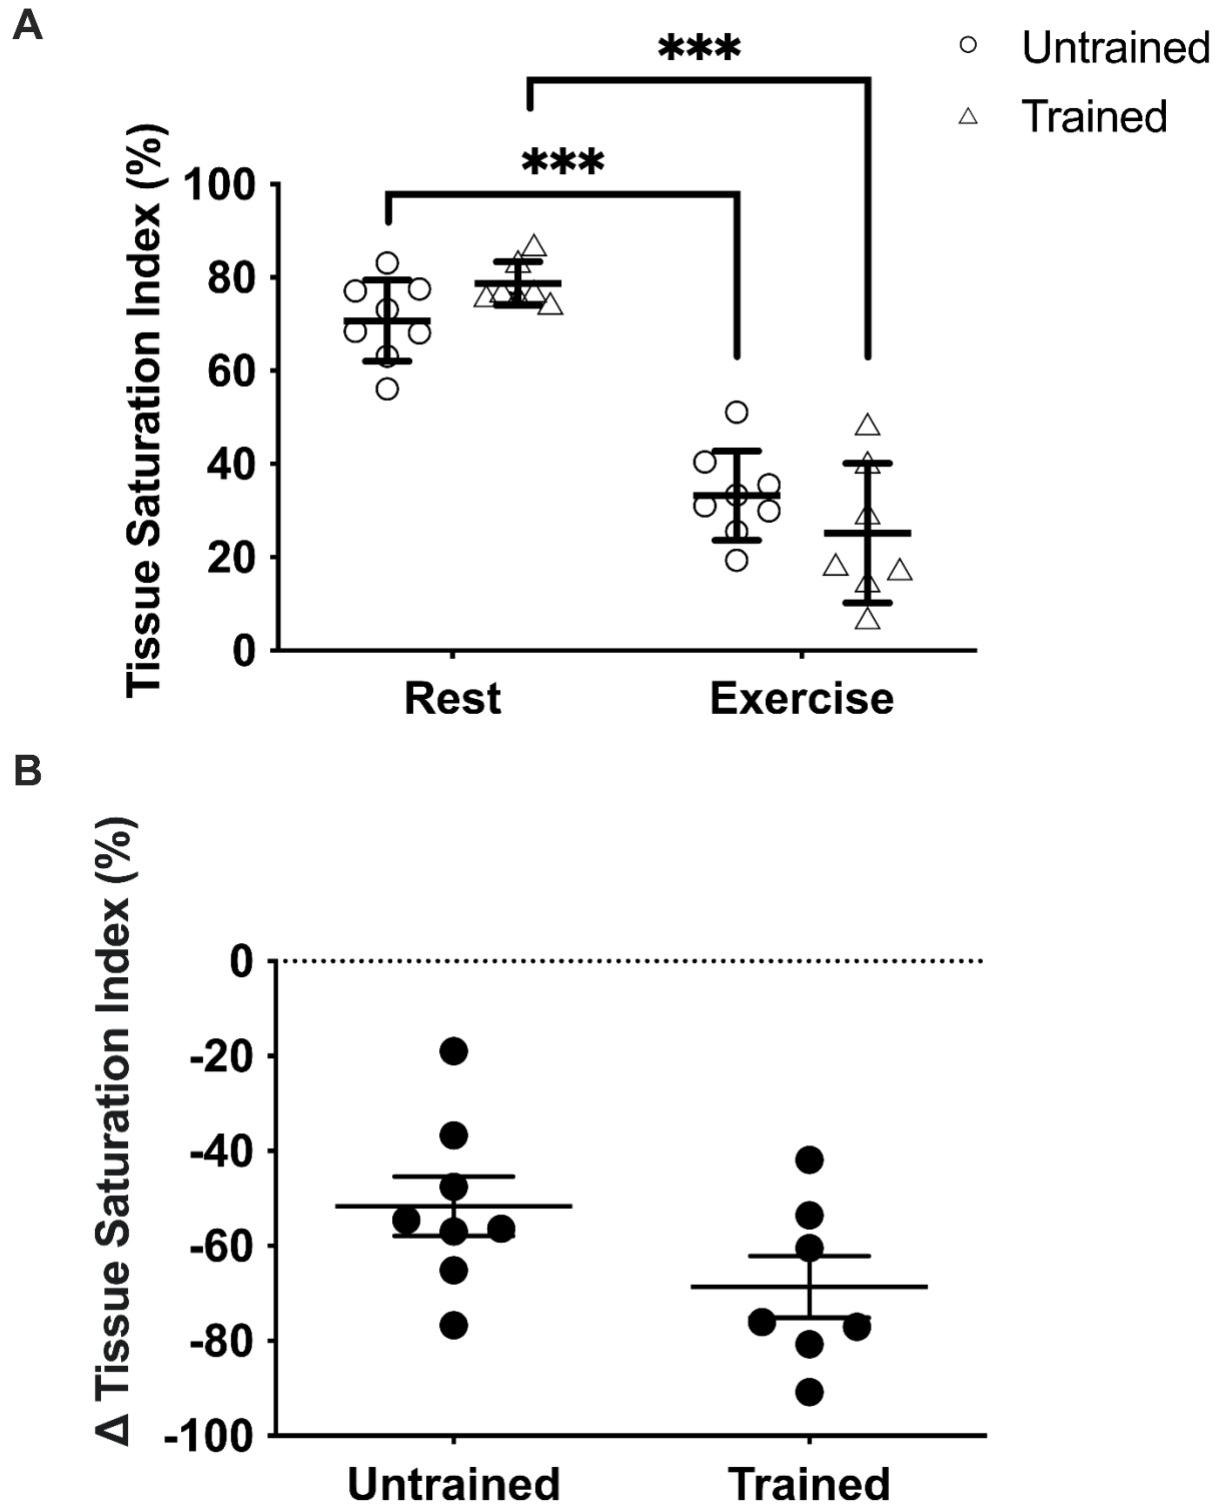 A
Untrained
Trained
***
***
Tissue Saturation Index (%)
100
80
60
40
20
0
Rest
Exercise
B
Δ Tissue Saturation Index (%)
0
-20
-40
-60
-80
-100
Untrained
Trained